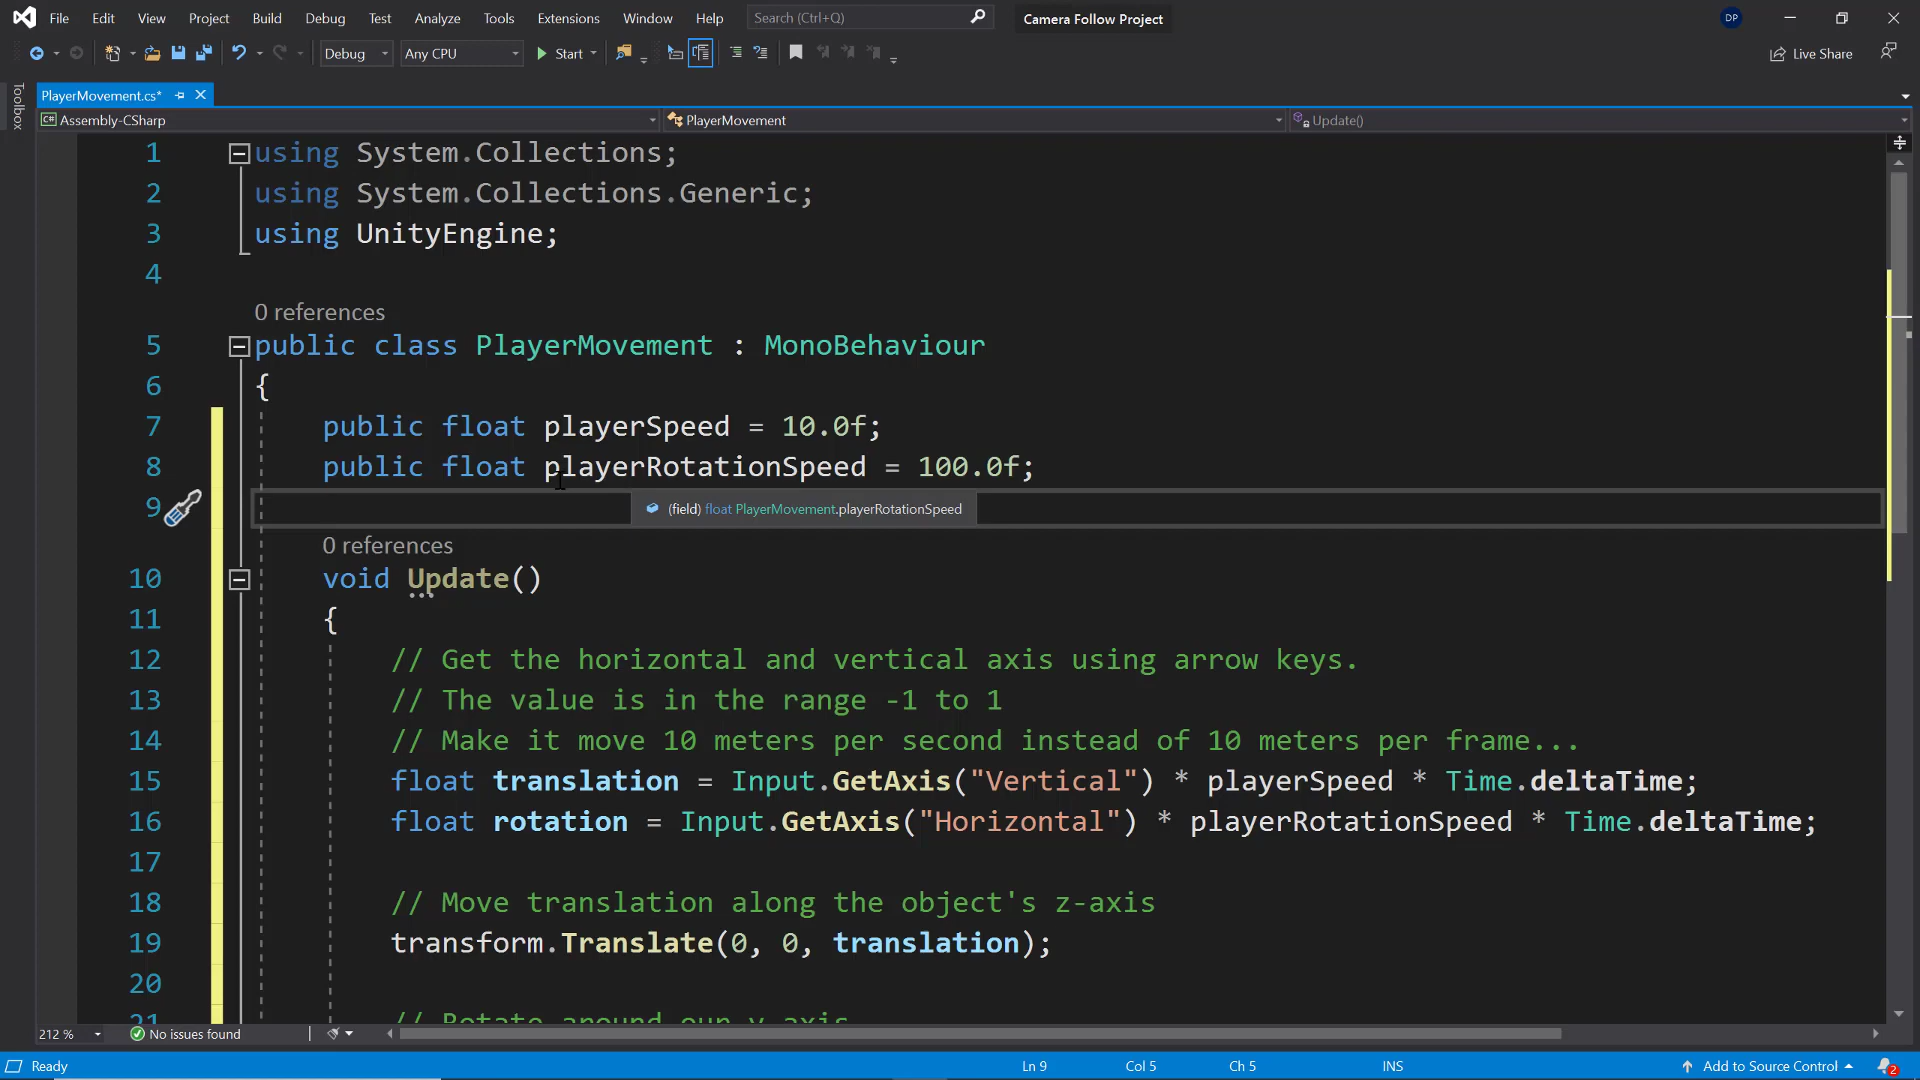 File Edit View Project Build Debug Test Analyze Tools Extensions Window Help Search (Ctrl+Q) Camera Follow Project DP
Debug Any CPU Start Live Share
Toolbox
PlayerMovement.cs*
C# Assembly-CSharp PlayerMovement Update()
1 using System.Collections;
2 using System.Collections.Generic;
3 using UnityEngine;
4
0 references
5 public class PlayerMovement : MonoBehaviour
6 {
7 public float playerSpeed = 10.0f;
8 public float playerRotationSpeed = 100.0f;
9 (field) float PlayerMovement.playerRotationSpeed
0 references
10 void Update()
11 {
12 // Get the horizontal and vertical axis using arrow keys.
13 // The value is in the range -1 to 1
14 // Make it move 10 meters per second instead of 10 meters per frame...
15 float translation = Input.GetAxis("Vertical") * playerSpeed * Time.deltaTime;
16 float rotation = Input.GetAxis("Horizontal") * playerRotationSpeed * Time.deltaTime;
17
18 // Move translation along the object's z-axis
19 transform.Translate(0, 0, translation);
20
21 // Rotate around our y-axis
212 % No issues found
Ready Ln 9 Col 5 Ch 5 INS Add to Source Control 2